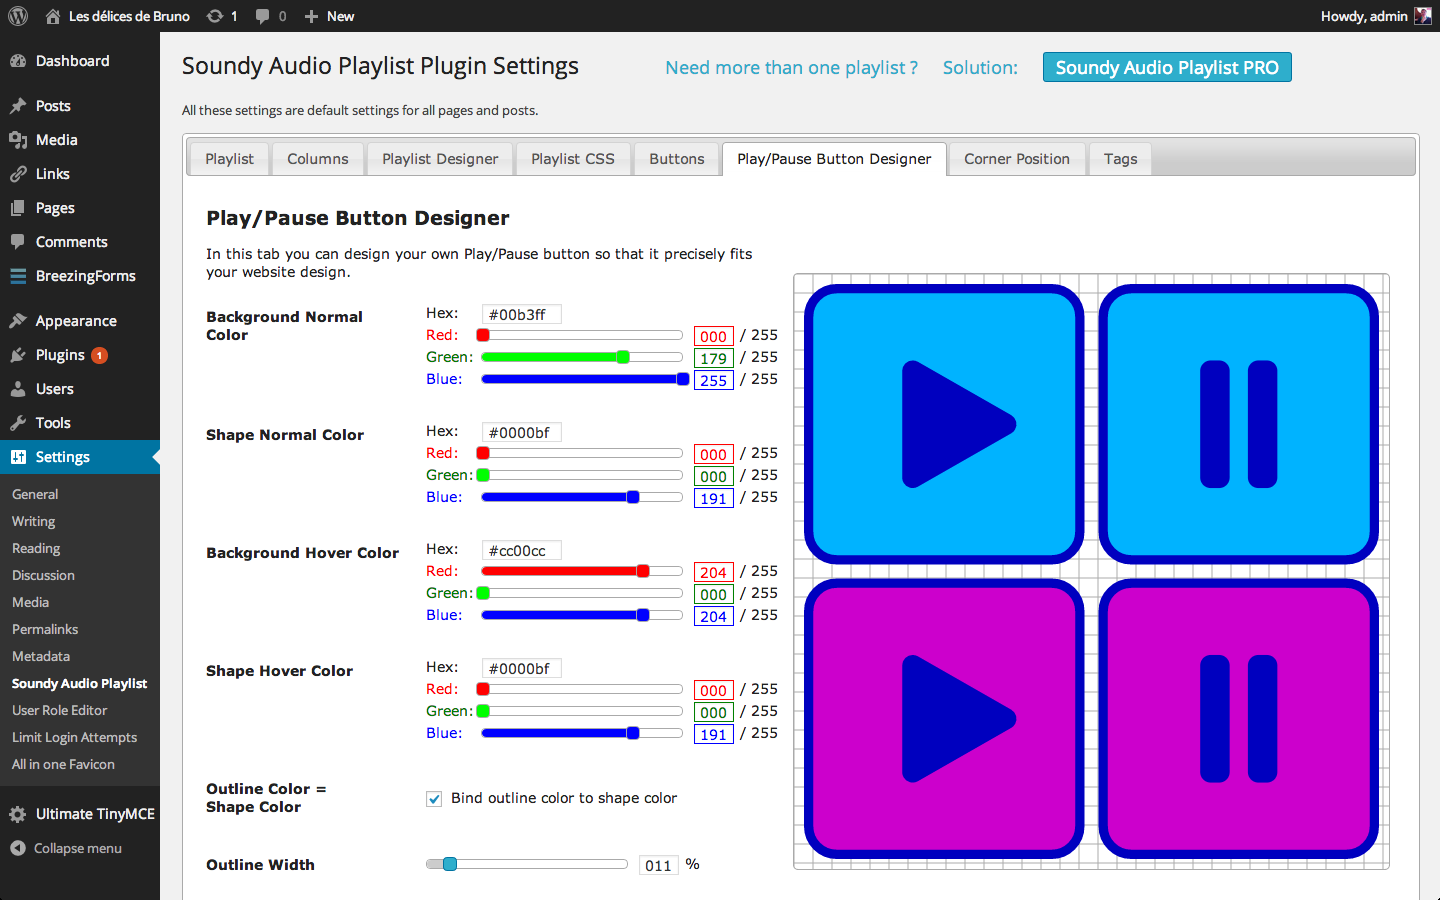 Les délices de Bruno 1 0 New Howdy, admin
Dashboard
Posts
Media
Links
Pages
Comments
BreezingForms
Appearance
Plugins 1
Users
Tools
Settings
General
Writing
Reading
Discussion
Media
Permalinks
Metadata
Soundy Audio Playlist
User Role Editor
Limit Login Attempts
All in one Favicon
Ultimate TinyMCE
Collapse menu
Soundy Audio Playlist Plugin Settings
Need more than one playlist ? Solution: Soundy Audio Playlist PRO
All these settings are default settings for all pages and posts.
Playlist Columns Playlist Designer Playlist CSS Buttons Play/Pause Button Designer Corner Position Tags
Play/Pause Button Designer
In this tab you can design your own Play/Pause button so that it precisely fits
your website design.
Background Normal
Color
Hex: #00b3ff
Red: 000 / 255
Green: 179 / 255
Blue: 255 / 255
Shape Normal Color
Hex: #0000bf
Red: 000 / 255
Green: 000 / 255
Blue: 191 / 255
Background Hover Color
Hex: #cc00cc
Red: 204 / 255
Green: 000 / 255
Blue: 204 / 255
Shape Hover Color
Hex: #0000bf
Red: 000 / 255
Green: 000 / 255
Blue: 191 / 255
Outline Color =
Shape Color
Bind outline color to shape color
Outline Width 011 %